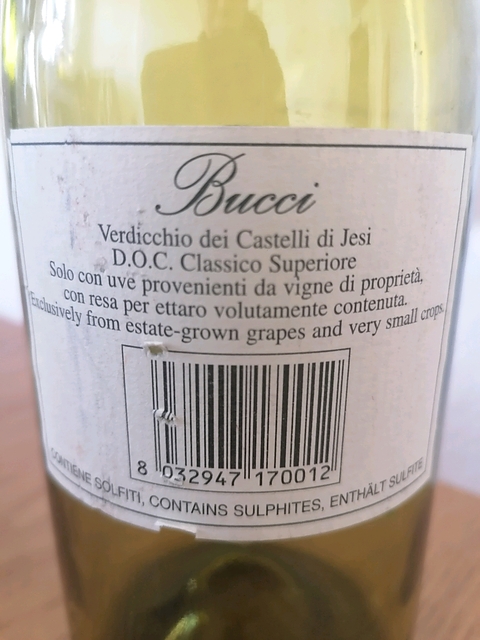 Bucci
Verdicchio dei Castelli di Jesi
D.O.C. Classico Superiore
Solo con uve provenienti da vigne di proprietà,
con resa per ettaro volutamente contenuta.
Exclusively from estate-grown grapes and very small crops.
8 032947 170012
CONTIENE SOLFITI, CONTAINS SULPHITES, ENTHÄLT SULFITE